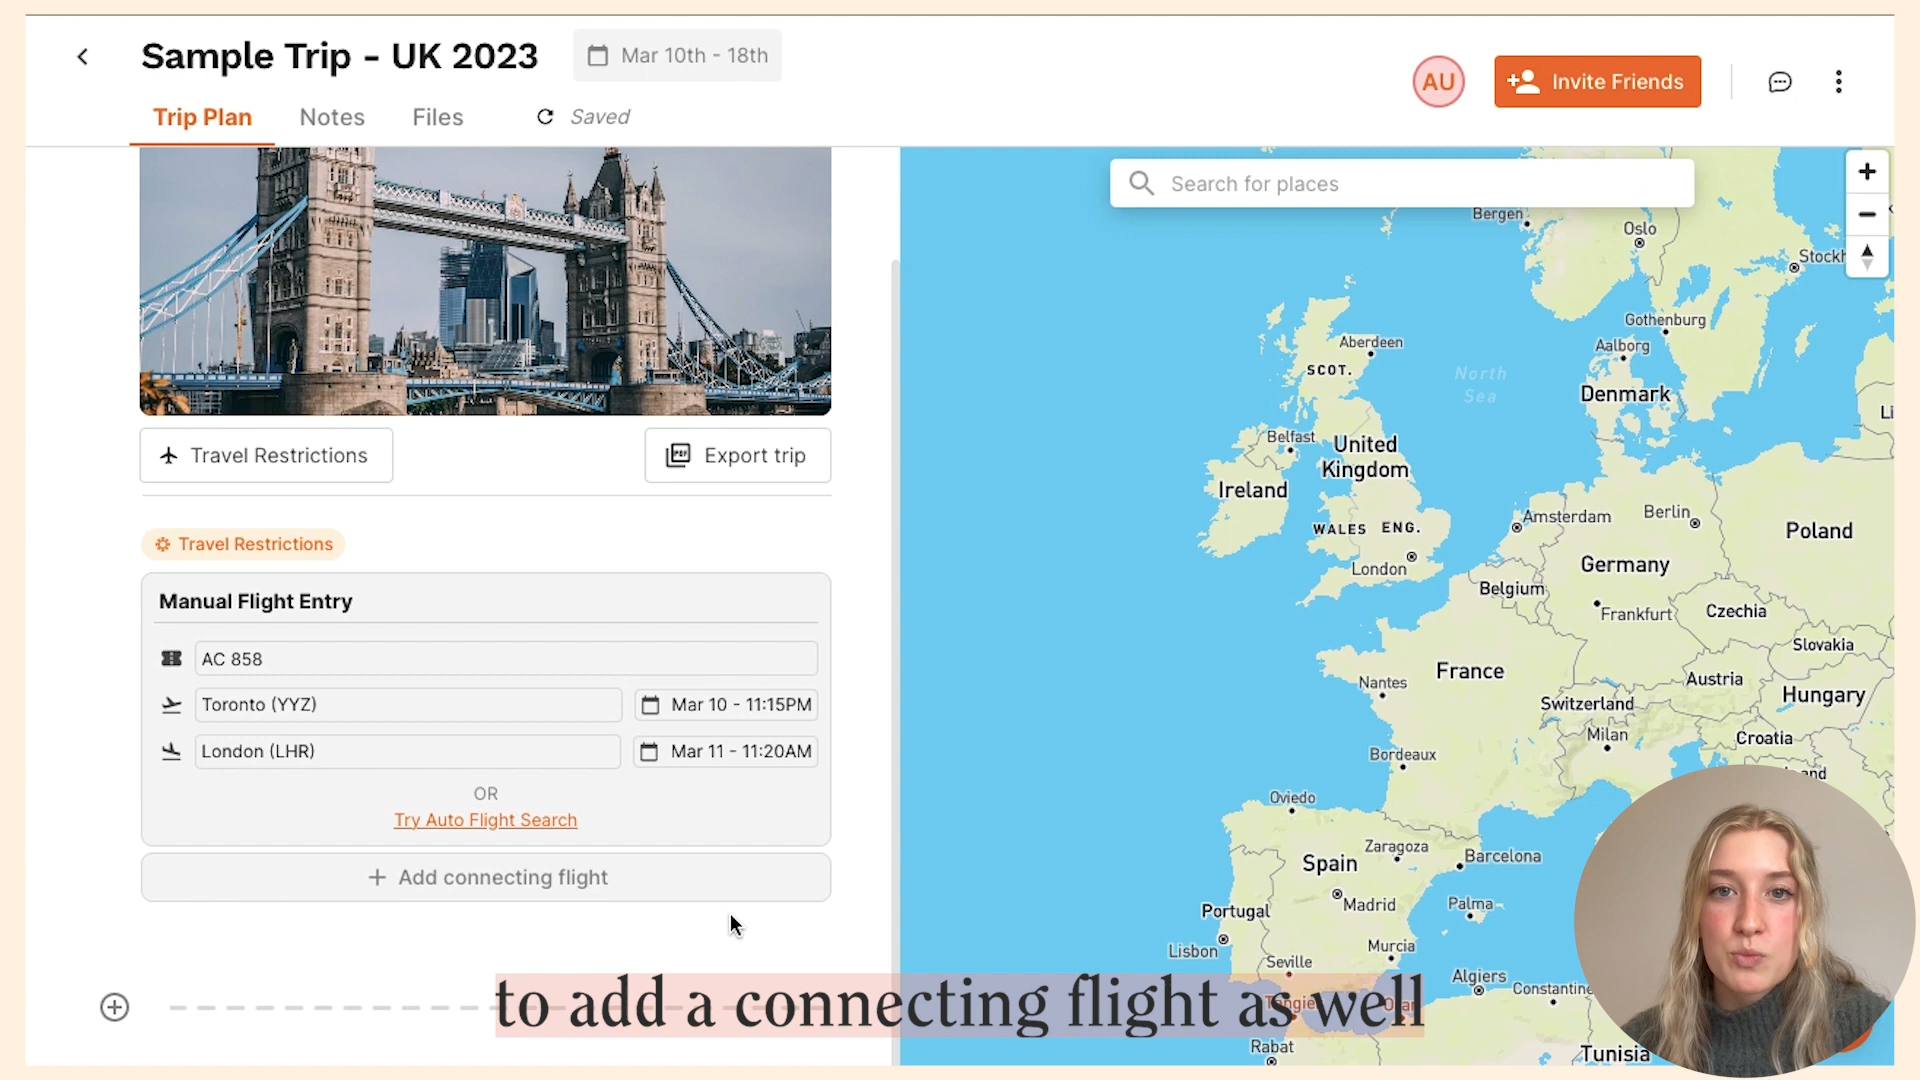 Sample Trip - UK 2023
Mar 10th - 18th
AU
Invite Friends
Trip Plan
Notes
Files
Saved
Travel Restrictions
Export trip
Travel Restrictions
Manual Flight Entry
AC 858
Toronto (YYZ)
Mar 10 - 11:15PM
London (LHR)
Mar 11 - 11:20AM
OR
Try Auto Flight Search
+ Add connecting flight
Search for places
Bergen
Oslo
Stockh
Gothenburg
Aalborg
Aberdeen
SCOT.
North
Sea
Denmark
Li
Belfast
United
Kingdom
Ireland
WALES
ENG.
London
Amsterdam
Berlin
Poland
Germany
Belgium
Frankfurt
Czechia
Slovakia
Nantes
France
Austria
Switzerland
Hungary
Milan
Croatia
Bordeaux
Oviedo
Zaragoza
Barcelona
Spain
Madrid
Palma
Portugal
Lisbon
Murcia
Seville
Algiers
Constantine
to add a connecting flight as well
Rabat
Tunisia